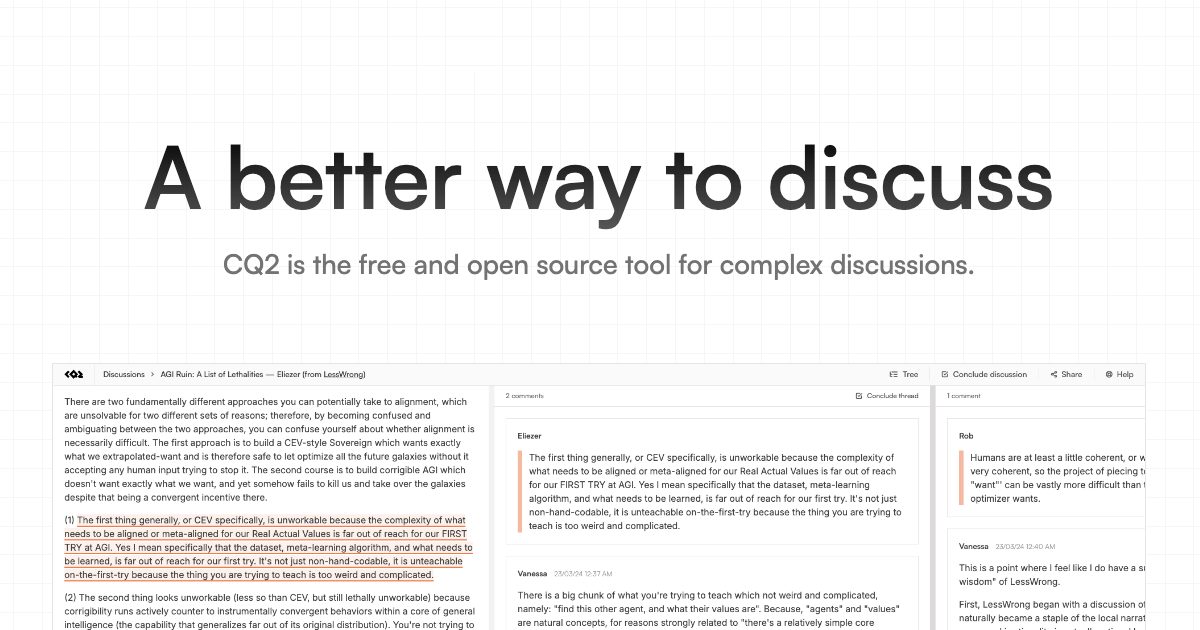 A better way to discuss
CQ2 is the free and open source tool for complex discussions.
CQ2
Discussions > AGI Ruin: A List of Lethalities — Eliezer (from LessWrong)
Tree
Conclude discussion
Share
Help
There are two fundamentally different approaches you can potentially take to alignment, which
are unsolvable for two different sets of reasons; therefore, by becoming confused and
ambiguating between the two approaches, you can confuse yourself about whether alignment is
necessarily difficult. The first approach is to build a CEV-style Sovereign which wants exactly
what we extrapolated-want and is therefore safe to let optimize all the future galaxies without it
accepting any human input trying to stop it. The second course is to build corrigible AGI which
doesn't want exactly what we want, and yet somehow fails to kill us and take over the galaxies
despite that being a convergent incentive there.
(1) The first thing generally, or CEV specifically, is unworkable because the complexity of what
needs to be aligned or meta-aligned for our Real Actual Values is far out of reach for our FIRST
TRY at AGI. Yes I mean specifically that the dataset, meta-learning algorithm, and what needs to
be learned, is far out of reach for our first try. It's not just non-hand-codable, it is unteachable
on-the-first-try because the thing you are trying to teach is too weird and complicated.
(2) The second thing looks unworkable (less so than CEV, but still lethally unworkable) because
corrigibility runs actively counter to instrumentally convergent behaviors within a core of general
intelligence (the capability that generalizes far out of its original distribution). You're not trying to
2 comments
Conclude thread
Eliezer
The first thing generally, or CEV specifically, is unworkable because the complexity of
what needs to be aligned or meta-aligned for our Real Actual Values is far out of reach
for our FIRST TRY at AGI. Yes I mean specifically that the dataset, meta-learning
algorithm, and what needs to be learned, is far out of reach for our first try. It's not just
non-hand-codable, it is unteachable on-the-first-try because the thing you are trying to
teach is too weird and complicated.
Vanessa 23/03/24 12:37 AM
There is a big chunk of what you're trying to teach which not weird and complicated,
namely: "find this other agent, and what their values are". Because, "agents" and "values"
are natural concepts, for reasons strongly related to "there's a relatively simple core
1 comment
Rob
Humans are at least a little coherent, or w
very coherent, so the project of piecing t
"want"' can be vastly more difficult than
optimizer wants.
Vanessa 23/03/24 12:40 AM
This is a point where I feel like I do have a
wisdom" of LessWrong.
First, LessWrong began with a discussion of
naturally became a staple of the local narrat